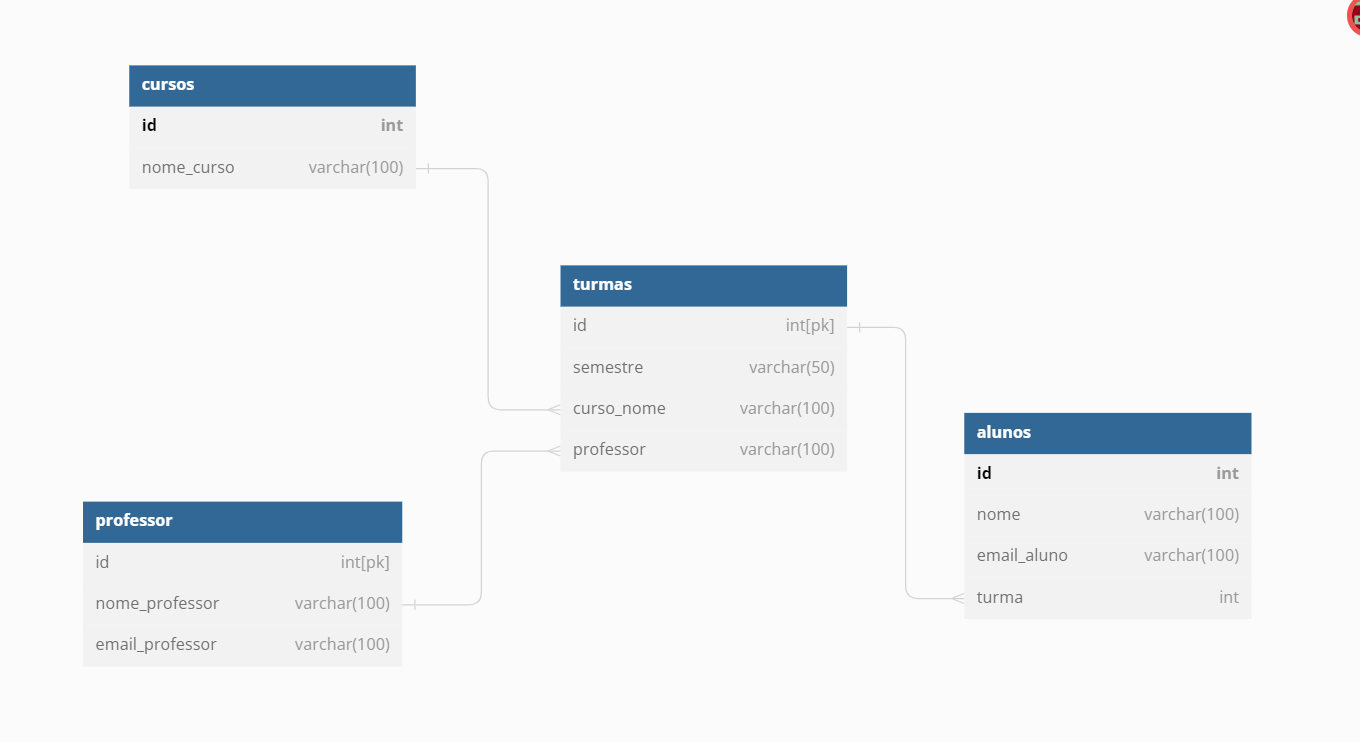 cursos
id int
nome_curso varchar(100)
turmas
id int[pk]
semestre varchar(50)
curso_nome varchar(100)
professor varchar(100)
professor
id int[pk]
nome_professor varchar(100)
email_professor varchar(100)
alunos
id int
nome varchar(100)
email_aluno varchar(100)
turma int